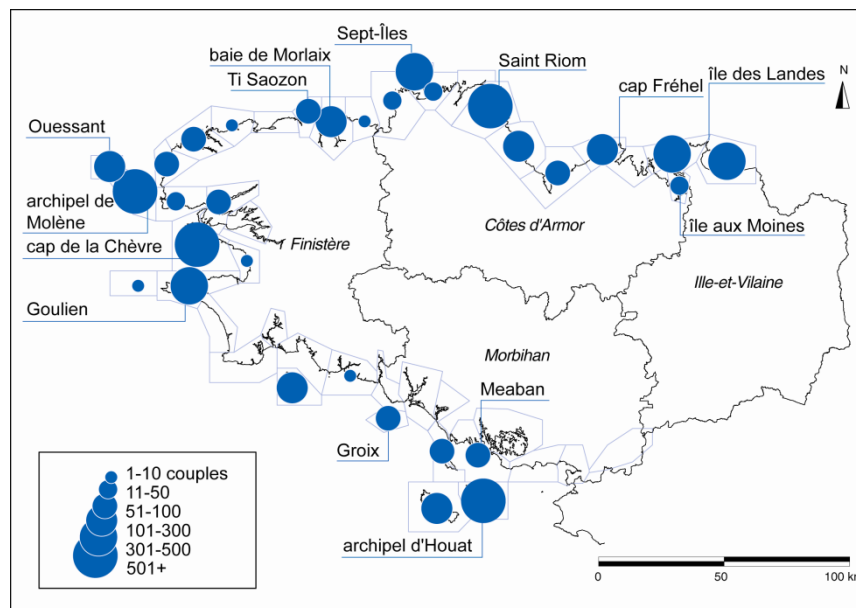 Sept-Îles
baie de Morlaix
Saint Riom
Ti Saozon
cap Fréhel
île des Landes
N
Ouessant
archipel de
Molène
Côtes d'Armor
île aux Moines
Finistère
cap de la Chèvre
Ille-et-Vilaine
Goulien
Morbihan
Meaban
Groix
1-10 couples
11-50
51-100
101-300
301-500
501+
archipel d'Houat
0 50 100 km